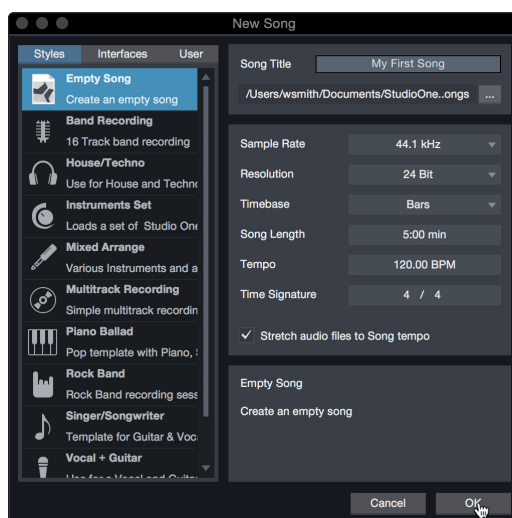 New Song
Styles Interfaces User
Empty Song
Create an empty song
Band Recording
16 Track band recording
House/Techno
Use for House and Techno
Instruments Set
Loads a set of Studio One
Mixed Arrange
Various Instruments and a
Multitrack Recording
Simple multitrack recordin
Piano Ballad
Pop template with Piano,
Rock Band
Rock Band recording sess
Singer/Songwriter
Template for Guitar & Voc
Vocal + Guitar
Song Title My First Song
/Users/wsmith/Documents/StudioOne..ongs ...
Sample Rate 44.1 kHz
Resolution 24 Bit
Timebase Bars
Song Length 5:00 min
Tempo 120.00 BPM
Time Signature 4 / 4
Stretch audio files to Song tempo
Empty Song
Create an empty song
Cancel OK